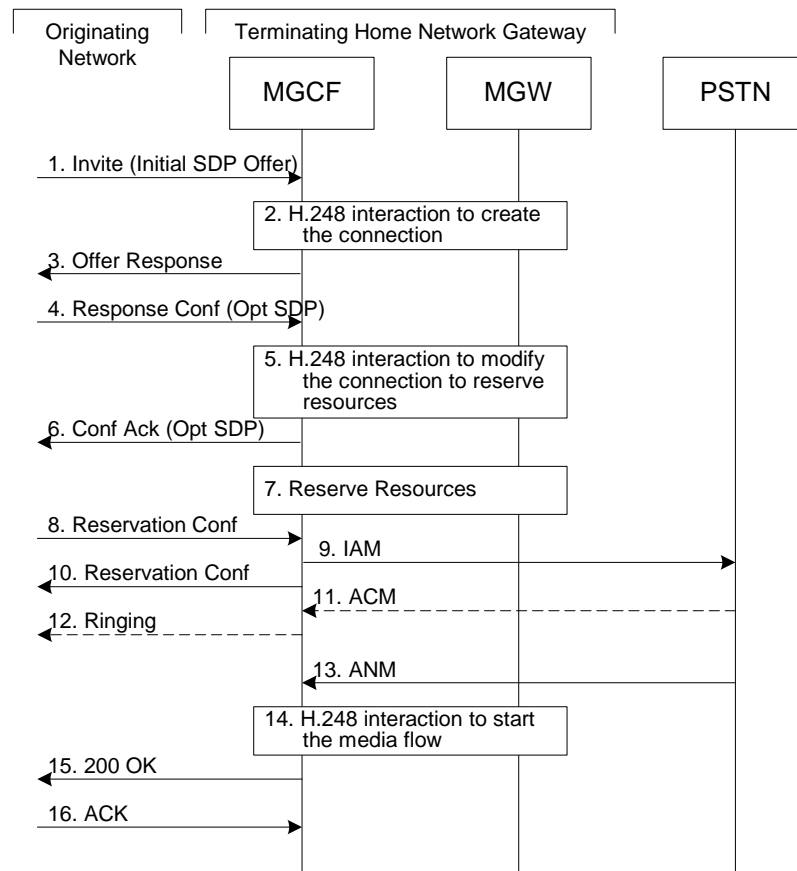 Originating
Network
Terminating Home Network Gateway
MGCF
MGW
PSTN
1. Invite (Initial SDP Offer)
2. H.248 interaction to create
the connection
3. Offer Response
4. Response Conf (Opt SDP)
5. H.248 interaction to modify
the connection to reserve
resources
6. Conf Ack (Opt SDP)
7. Reserve Resources
8. Reservation Conf
9. IAM
10. Reservation Conf
11. ACM
12. Ringing
13. ANM
14. H.248 interaction to start
the media flow
15. 200 OK
16. ACK